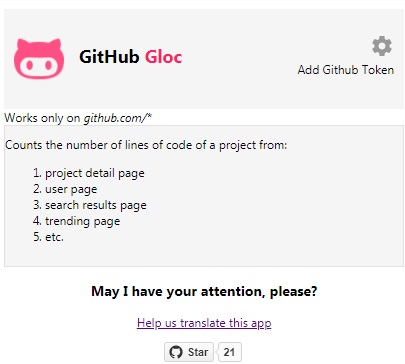 GitHub Gloc
Add Github Token
Works only on github.com/*
Counts the number of lines of code of a project from:
1. project detail page
2. user page
3. search results page
4. trending page
5. etc.
May I have your attention, please?
Help us translate this app
Star 21